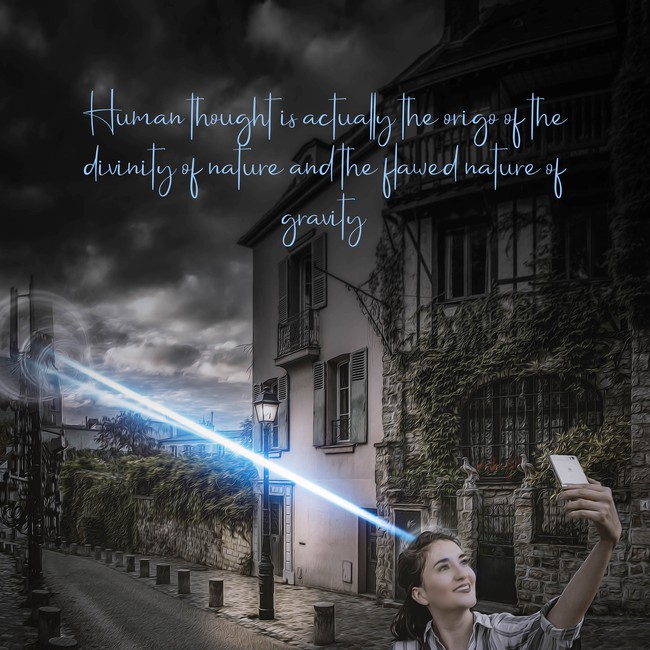 Human thought is actually the origo of the
divinity of nature and the flawed nature of
gravity